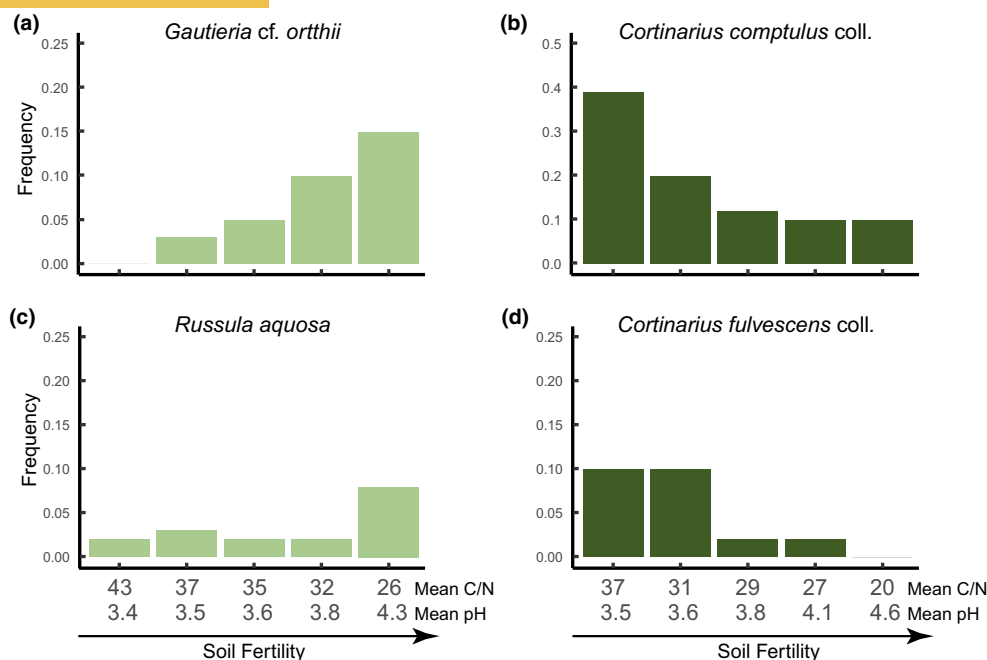 (a) Gautieria cf. ortthii
0.25
0.20
0.15
0.10
0.05
0.00
Frequency
(b) Cortinarius comptulus coll.
0.5
0.4
0.3
0.2
0.1
0.0
(c) Russula aquosa
0.25
0.20
0.15
0.10
0.05
0.00
Frequency
43 37 35 32 26 Mean C/N
3.4 3.5 3.6 3.8 4.3 Mean pH
Soil Fertility
(d) Cortinarius fulvescens coll.
0.25
0.20
0.15
0.10
0.05
0.00
37 31 29 27 20 Mean C/N
3.5 3.6 3.8 4.1 4.6 Mean pH
Soil Fertility